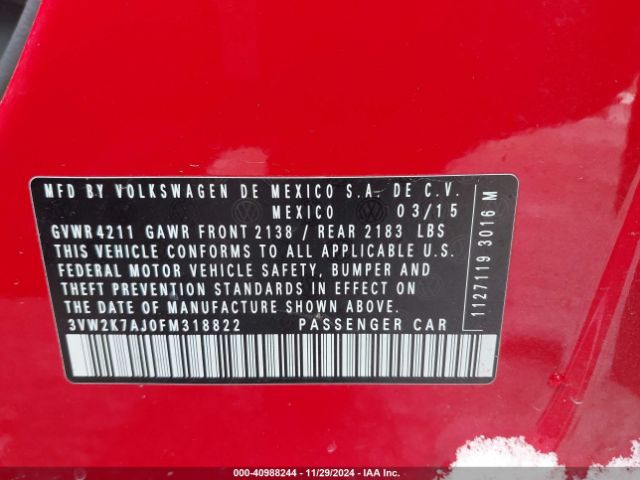 MFD BY VOLKSWAGEN DE MEXICO S.A. DE C.V.
MEXICO 03/15
GVWR4211 GAWR FRONT 2138 / REAR 2183 LBS
THIS VEHICLE CONFORMS TO ALL APPLICABLE U.S.
FEDERAL MOTOR VEHICLE SAFETY, BUMPER AND
THEFT PREVENTION STANDARDS IN EFFECT ON
THE DATE OF MANUFACTURE SHOWN ABOVE.
3VW2K7AJ0FM318822 PASSENGER CAR
1127119 3016 M
000-40988244 - 11/29/2024 - IAA Inc.